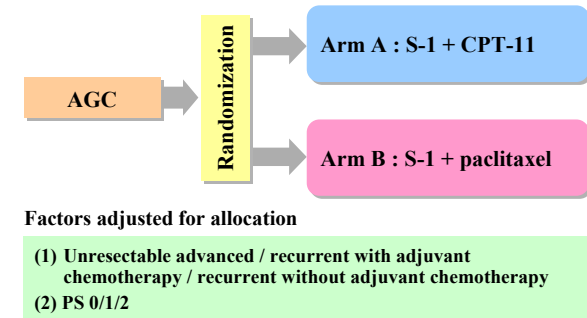 AGC
Randomization
Arm A : S-1 + CPT-11
Arm B : S-1 + paclitaxel
Factors adjusted for allocation
(1) Unresectable advanced / recurrent with adjuvant
chemotherapy / recurrent without adjuvant chemotherapy
(2) PS 0/1/2